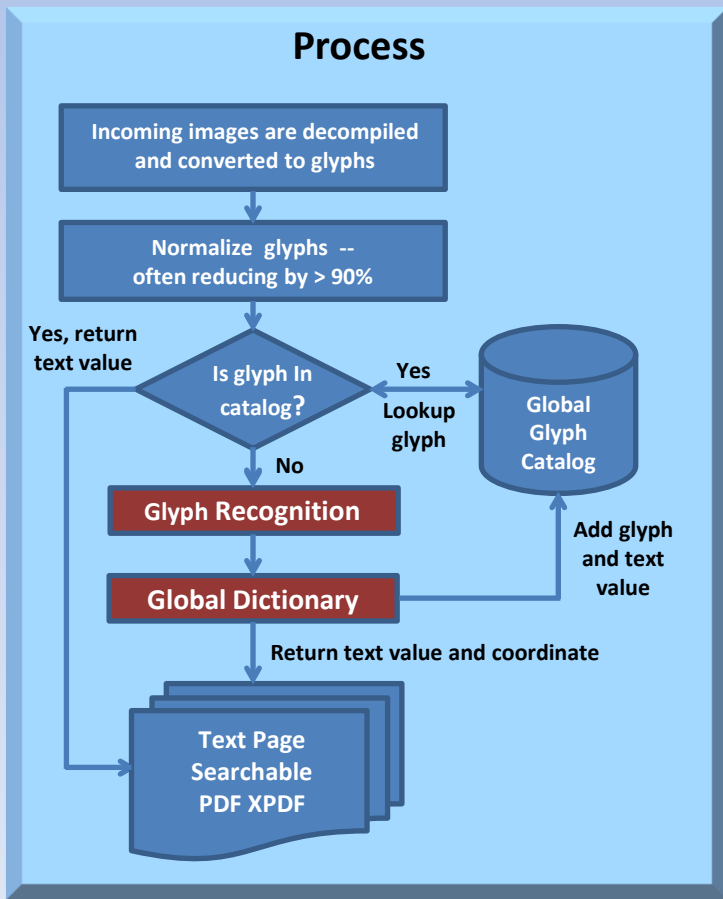 Process
Incoming images are decompiled
and converted to glyphs
Normalize glyphs --
often reducing by > 90%
Yes, return
text value
Is glyph In
catalog?
Yes
Lookup
glyph
Global
Glyph
Catalog
No
Glyph Recognition
Add glyph
and text
value
Global Dictionary
Return text value and coordinate
Text Page
Searchable
PDF XPDF